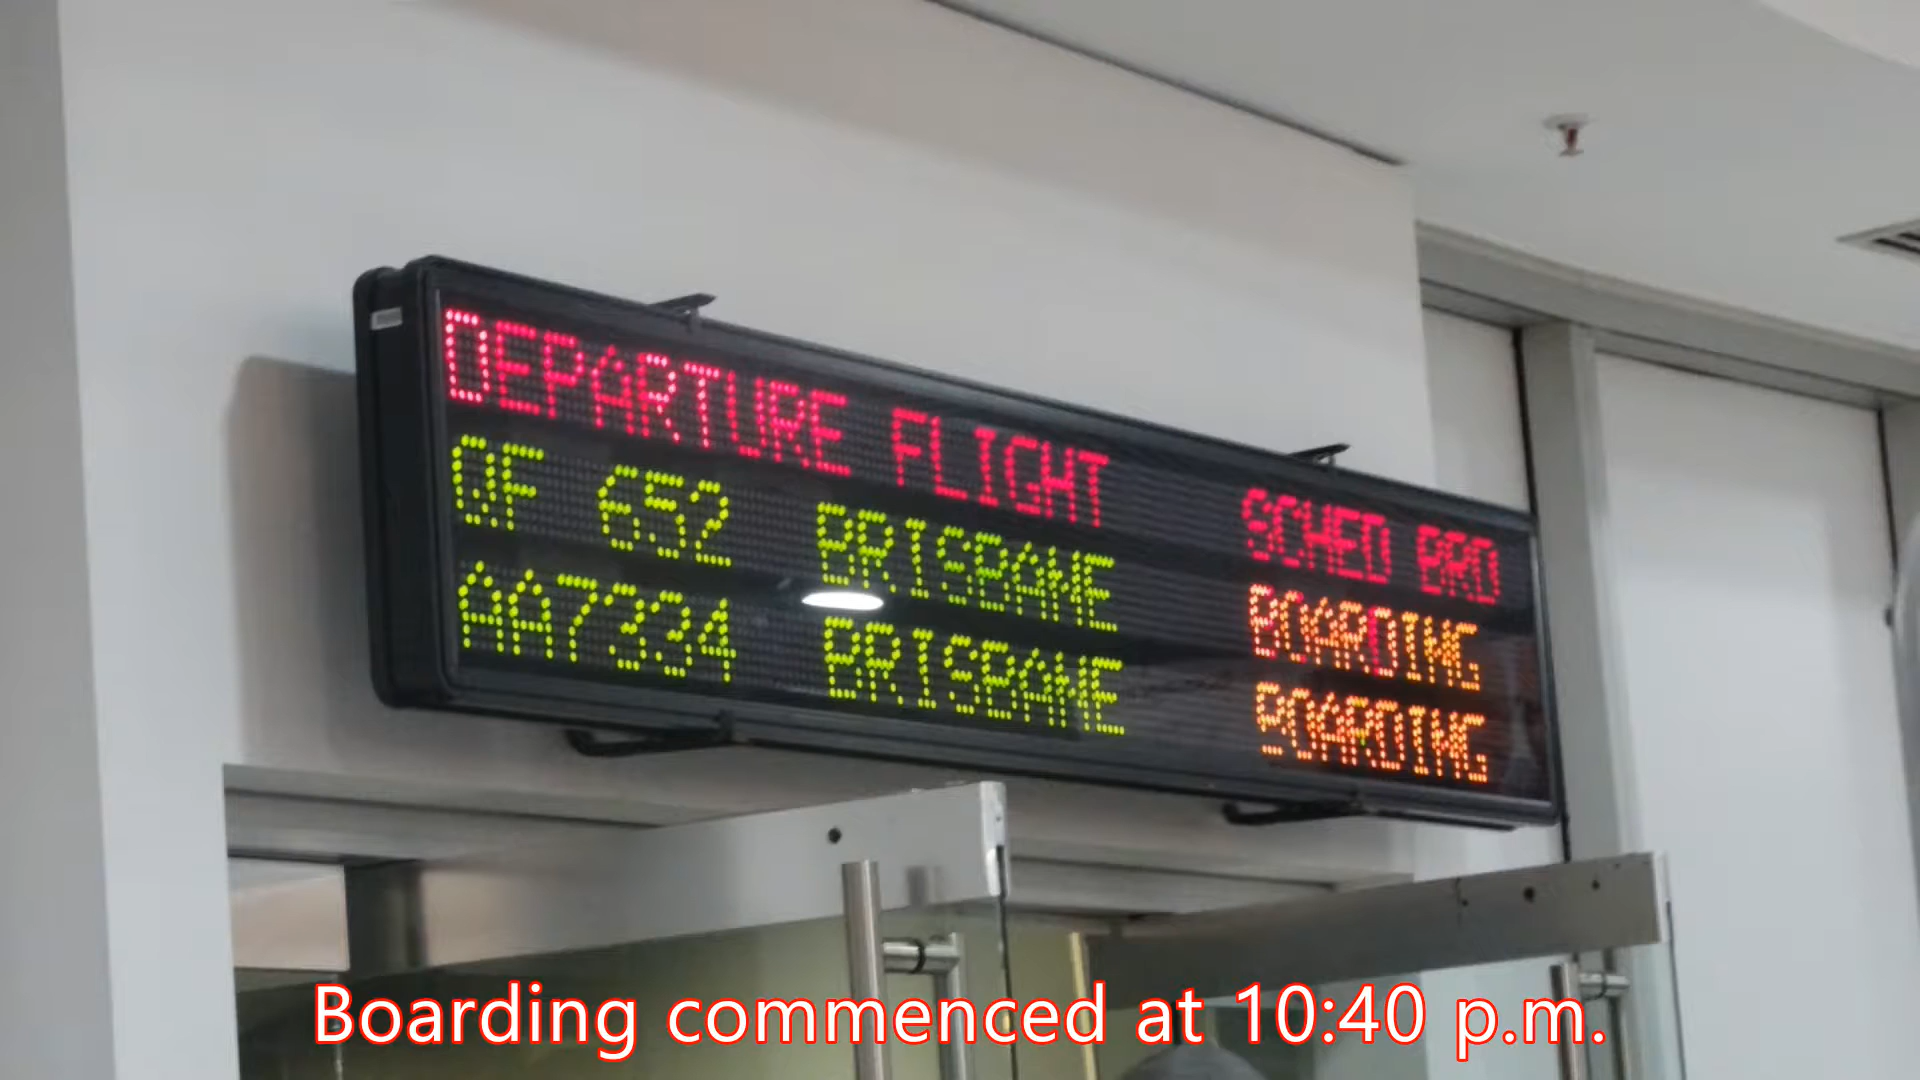 DEPARTURE FLIGHT SCHED BRD
QF 652 BRISBANE BOARDING
AA7334 BRISBANE BOARDING
Boarding commenced at 10:40 p.m.